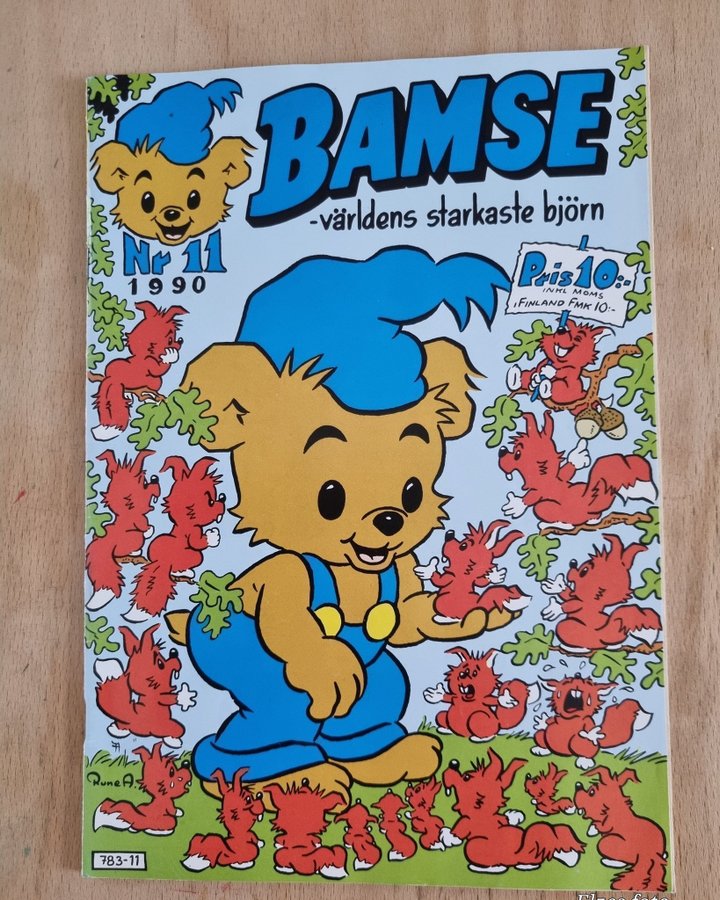 BAMSE
-världens starkaste björn
Nr 11
1990
Pris 10:-
INKL MOMS
FINLAND FMK 10:-
Rune A.
783-11